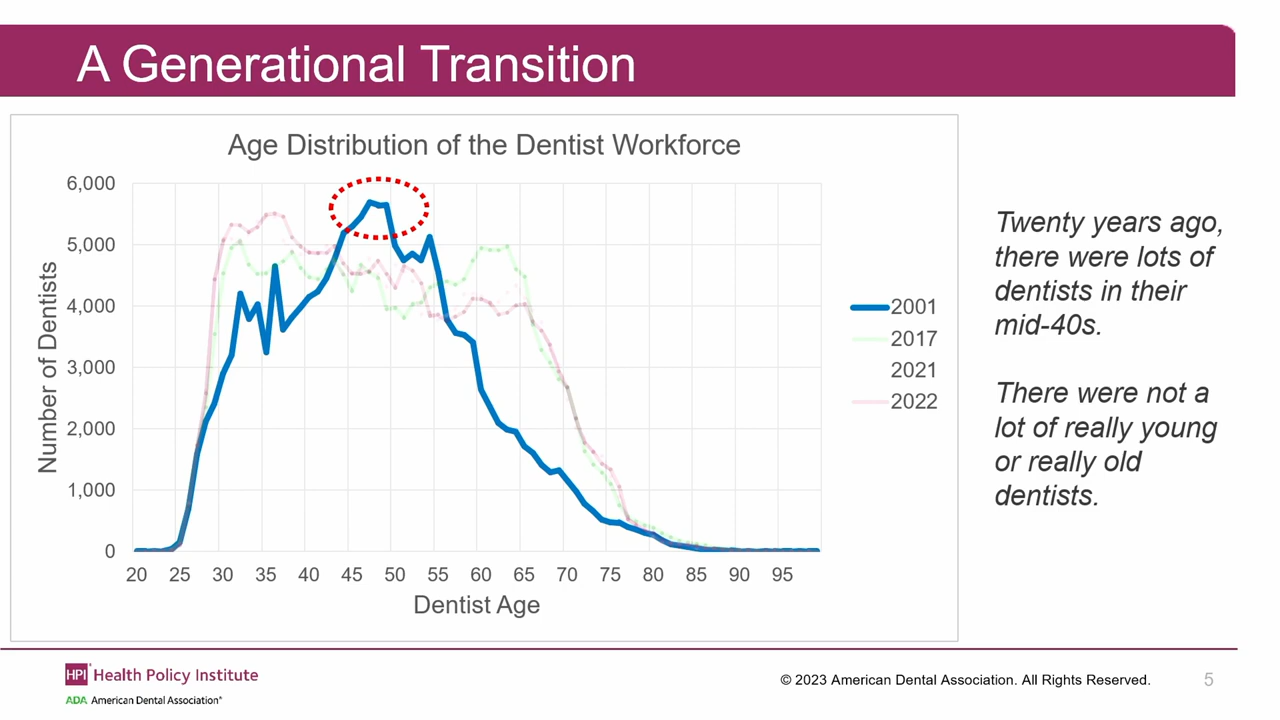 A Generational Transition
Age Distribution of the Dentist Workforce
6,000
5,000
4,000
3,000
2,000
1,000
0
Number of Dentists
20 25 30 35 40 45 50 55 60 65 70 75 80 85 90 95
Dentist Age
2001
2017
2021
2022
Twenty years ago,
there were lots of
dentists in their
mid-40s.
There were not a
lot of really young
or really old
dentists.
HPI Health Policy Institute
ADA American Dental Association®
© 2023 American Dental Association. All Rights Reserved.
5